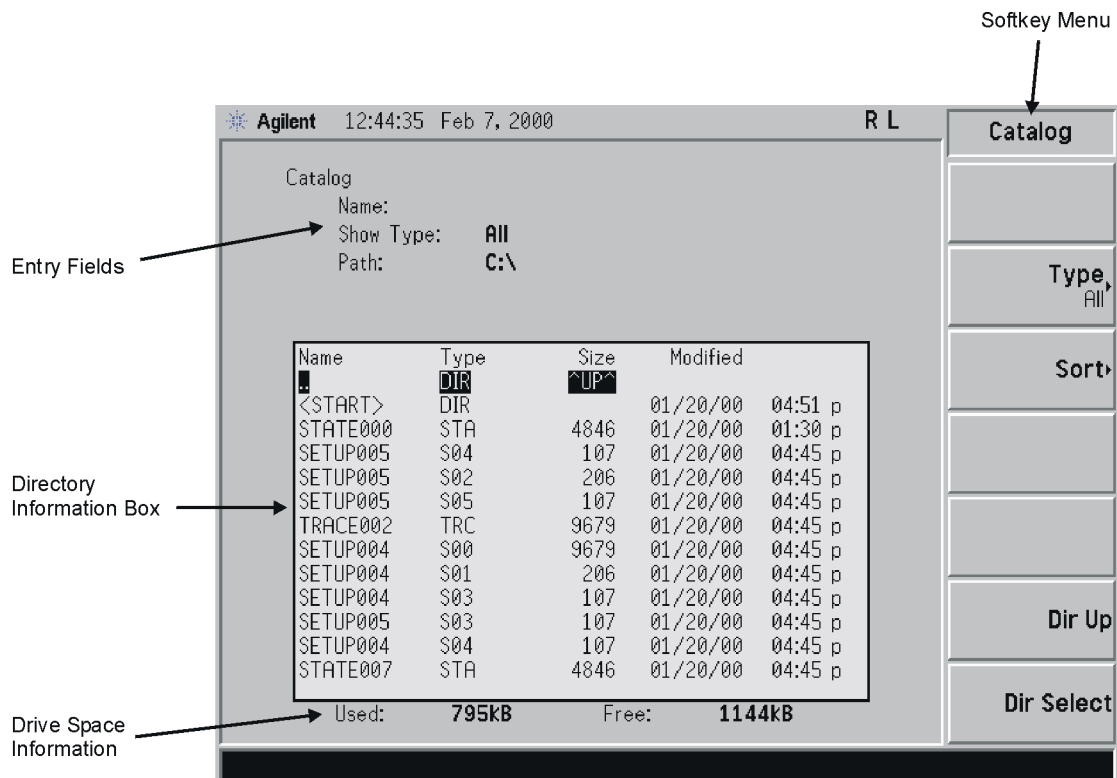 Softkey Menu
Agilent 12:44:35 Feb 7, 2000 R L
Catalog
Catalog
Name:
Show Type: All
Path: C:\
Entry Fields
Type
All
Sort
Name Type Size Modified
.. DIR ^UP^
<START> DIR 01/20/00 04:51 p
STATE000 STA 4846 01/20/00 01:30 p
SETUP005 S04 107 01/20/00 04:45 p
SETUP005 S02 206 01/20/00 04:45 p
SETUP005 S05 107 01/20/00 04:45 p
TRACE002 TRC 9679 01/20/00 04:45 p
SETUP004 S00 9679 01/20/00 04:45 p
SETUP004 S01 206 01/20/00 04:45 p
SETUP004 S03 107 01/20/00 04:45 p
SETUP005 S03 107 01/20/00 04:45 p
SETUP004 S04 107 01/20/00 04:45 p
STATE007 STA 4846 01/20/00 04:45 p
Directory
Information Box
Dir Up
Dir Select
Used: 795kB Free: 1144kB
Drive Space
Information